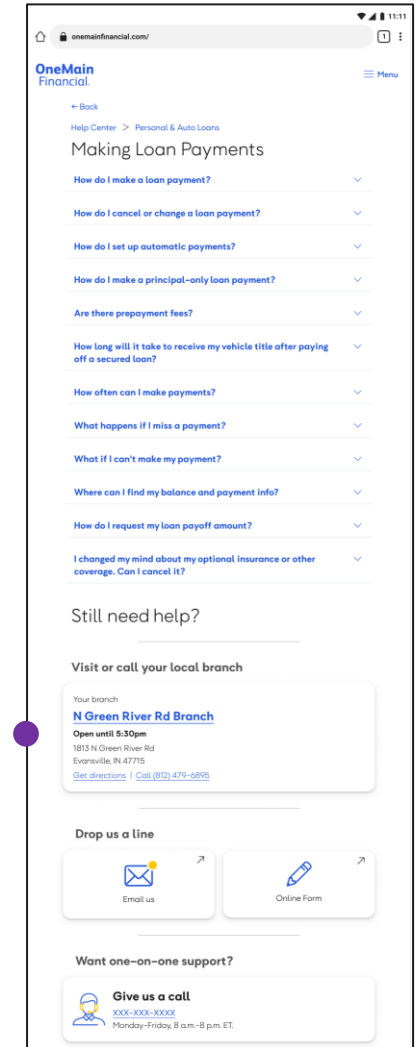 11:11
onemainfinancial.com/
1
OneMain
Financial.
Menu
← Back
Help Center > Personal & Auto Loans
Making Loan Payments
How do I make a loan payment?
How do I cancel or change a loan payment?
How do I set up automatic payments?
How do I make a principal-only loan payment?
Are there prepayment fees?
How long will it take to receive my vehicle title after paying
off a secured loan?
How often can I make payments?
What happens if I miss a payment?
What if I can't make my payment?
Where can I find my balance and payment info?
How do I request my loan payoff amount?
I changed my mind about my optional insurance or other
coverage. Can I cancel it?
Still need help?
Visit or call your local branch
Your branch
N Green River Rd Branch
Open until 5:30pm
1813 N Green River Rd
Evansville, IN 47715
Get directions | Call (812) 479-6895
Drop us a line
Email us
Online Form
Want one-on-one support?
Give us a call
XXX-XXX-XXXX
Monday-Friday, 8 a.m.-8 p.m. ET.